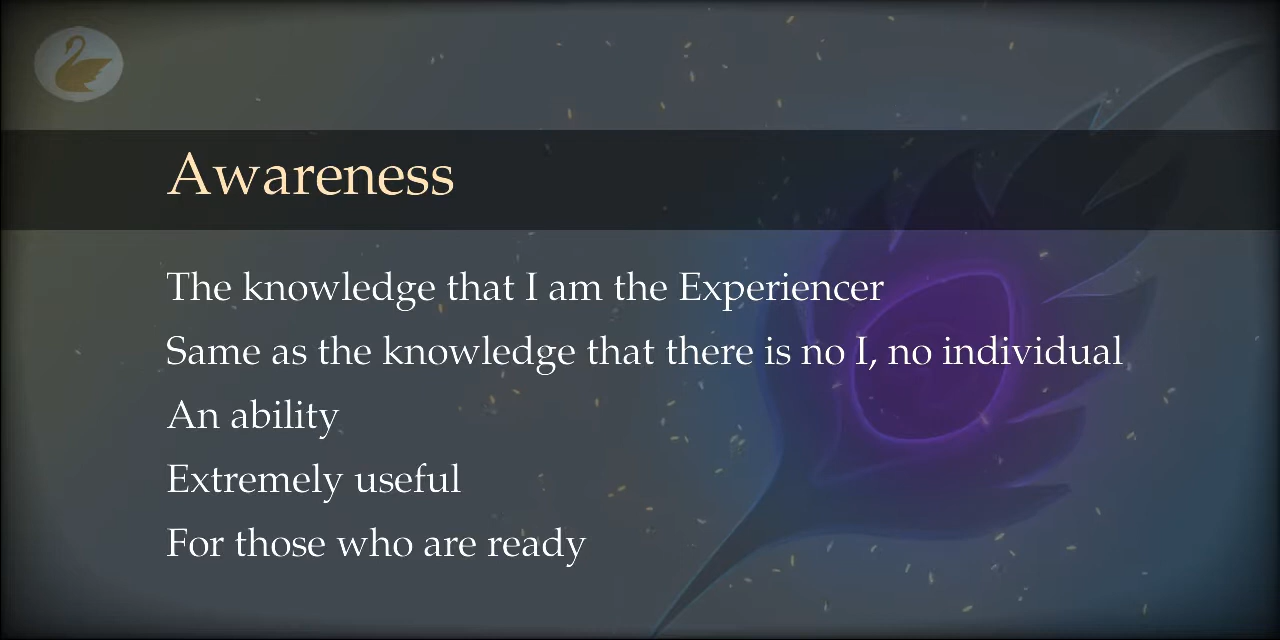 Awareness
The knowledge that I am the Experiencer
Same as the knowledge that there is no I, no individual
An ability
Extremely useful
For those who are ready